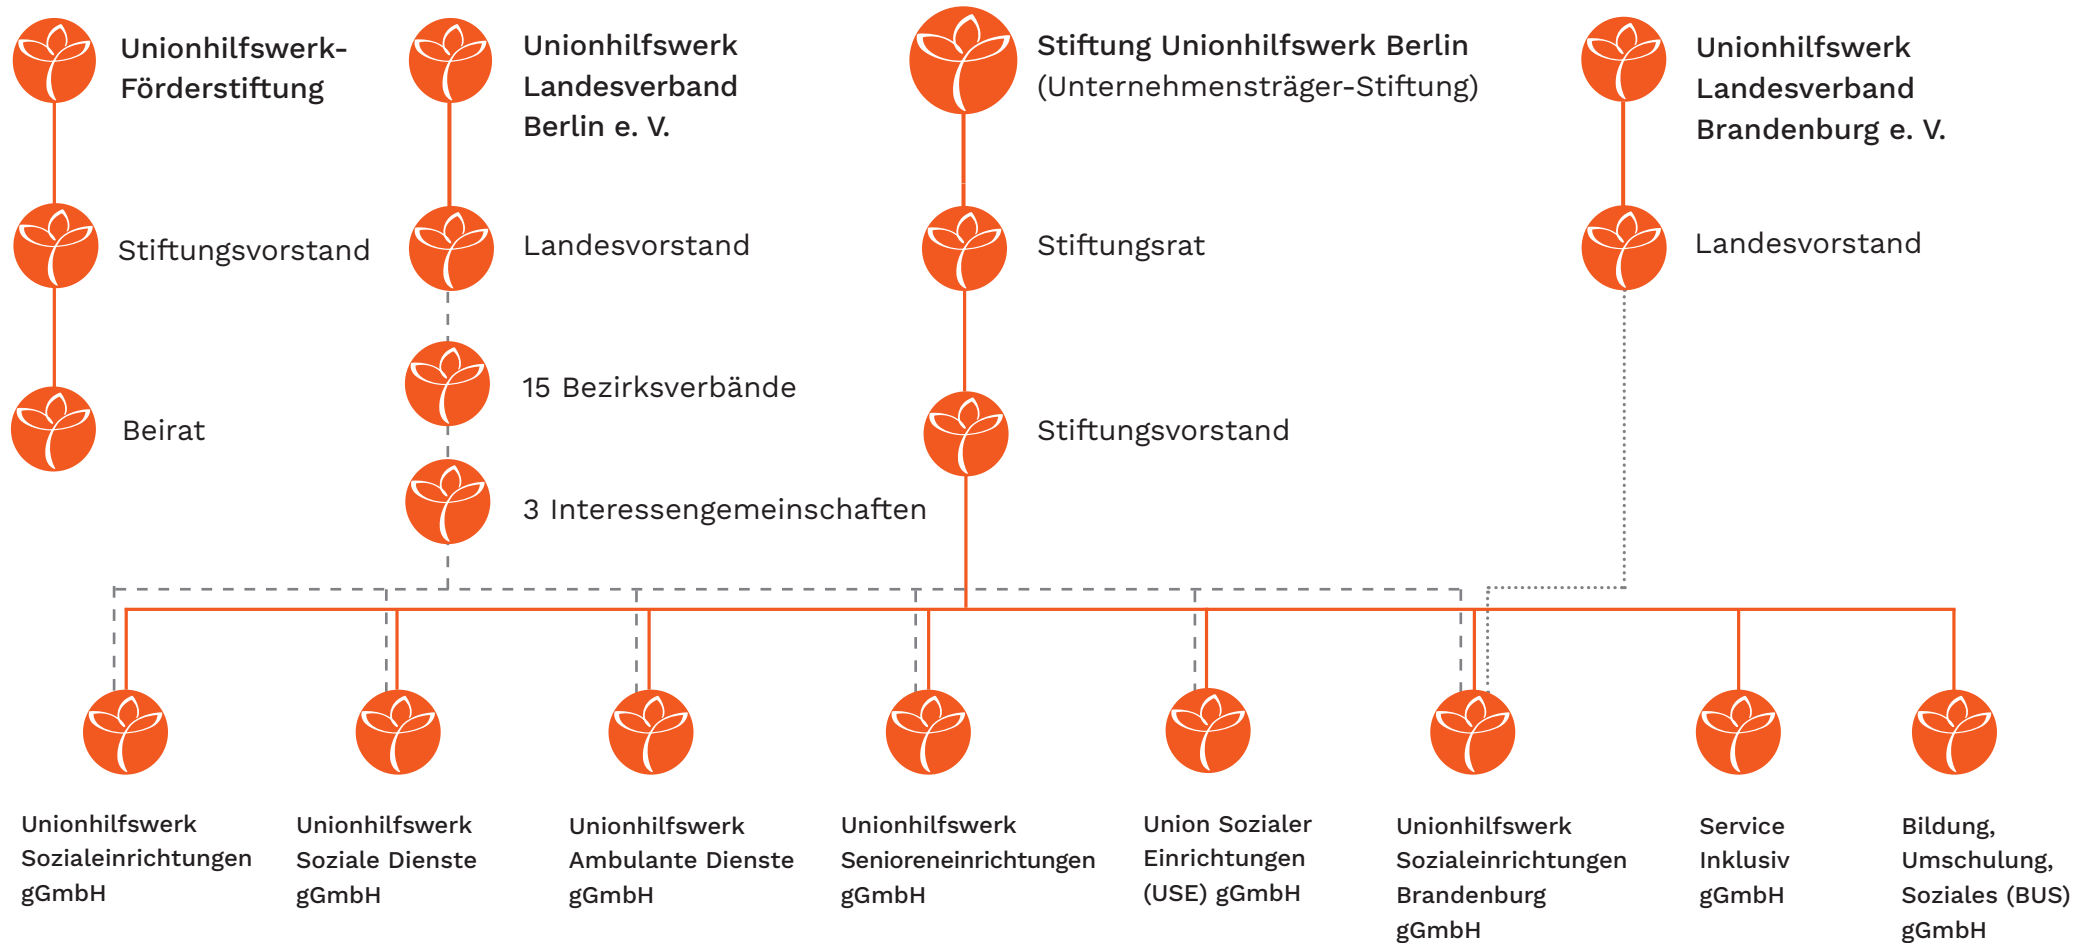 Unionhilfswerk-
Förderstiftung
Unionhilfswerk
Landesverband
Berlin e. V.
Stiftung Unionhilfswerk Berlin
(Unternehmensträger-Stiftung)
Unionhilfswerk
Landesverband
Brandenburg e. V.
Stiftungsvorstand
Landesvorstand
Stiftungsrat
Landesvorstand
15 Bezirksverbände
Beirat
Stiftungsvorstand
3 Interessengemeinschaften
Unionhilfswerk
Sozialeinrichtungen
gGmbH
Unionhilfswerk
Soziale Dienste
gGmbH
Unionhilfswerk
Ambulante Dienste
gGmbH
Unionhilfswerk
Senioreneinrichtungen
gGmbH
Union Sozialer
Einrichtungen
(USE) gGmbH
Unionhilfswerk
Sozialeinrichtungen
Brandenburg
gGmbH
Service
Inklusiv
gGmbH
Bildung,
Umschulung,
Soziales (BUS)
gGmbH